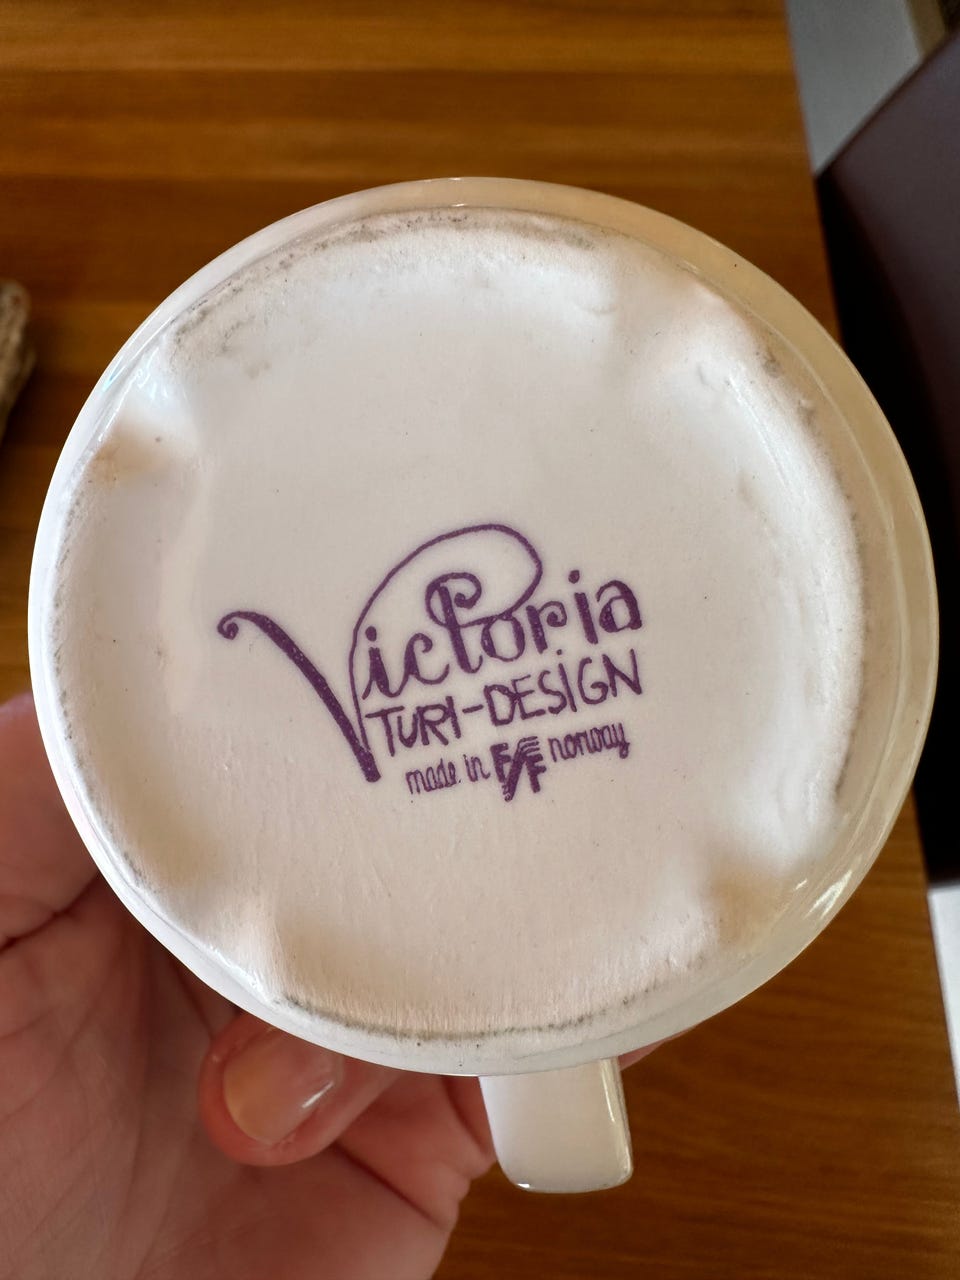 Victoria
TURI-DESIGN
made in F/F norway